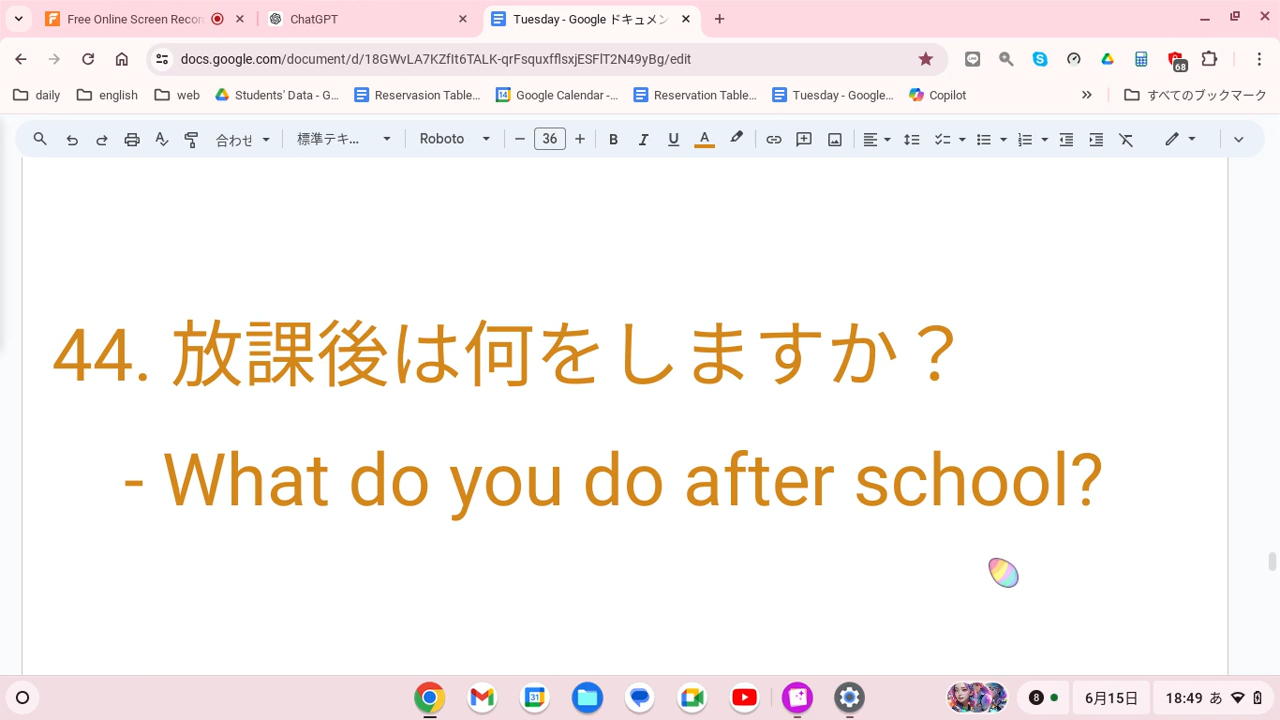 Free Online Screen Recor
ChatGPT
Tuesday - Google ドキュメン
docs.google.com/document/d/18GWvLA7KZfIt6TALK-qrFsquxfflsxjESFlT2N49yBg/edit
68
daily
english
web
Students' Data - G...
Reservasion Table...
Google Calendar -...
Reservation Table...
Tuesday - Google...
Copilot
すべてのブックマーク
合わせ
標準テキ...
Roboto
36
44. 放課後は何をしますか？
- What do you do after school?
8
6月15日
18:49 あ